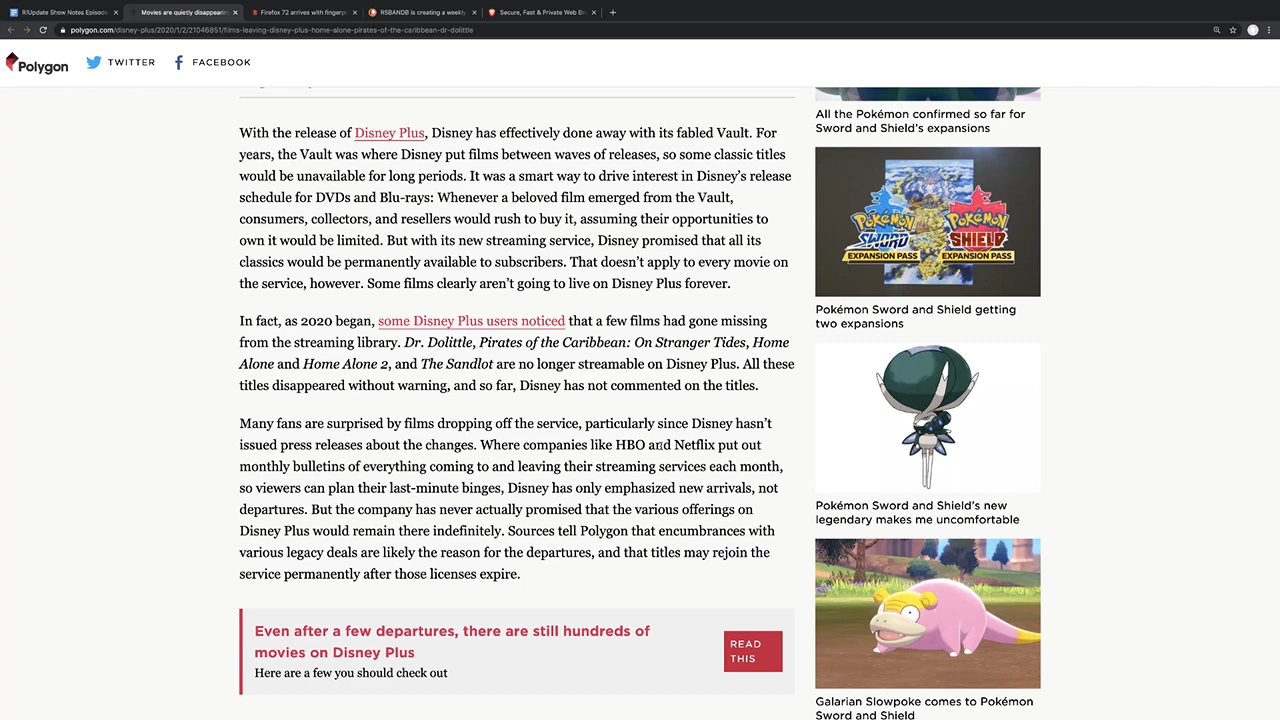 R!Update Show Notes Episode
Movies are quietly disappearin
Firefox 72 arrives with fingerp
RSBANDB is creating a weekly
Secure, Fast & Private Web Br
polygon.com/disney-plus/2020/1/2/21046851/films-leaving-disney-plus-home-alone-pirates-of-the-caribbean-dr-dolittle
Polygon
TWITTER
FACEBOOK
With the release of Disney Plus, Disney has effectively done away with its fabled Vault. For
years, the Vault was where Disney put films between waves of releases, so some classic titles
would be unavailable for long periods. It was a smart way to drive interest in Disney's release
schedule for DVDs and Blu-rays: Whenever a beloved film emerged from the Vault,
consumers, collectors, and resellers would rush to buy it, assuming their opportunities to
own it would be limited. But with its new streaming service, Disney promised that all its
classics would be permanently available to subscribers. That doesn't apply to every movie on
the service, however. Some films clearly aren't going to live on Disney Plus forever.
In fact, as 2020 began, some Disney Plus users noticed that a few films had gone missing
from the streaming library. Dr. Dolittle, Pirates of the Caribbean: On Stranger Tides, Home
Alone and Home Alone 2, and The Sandlot are no longer streamable on Disney Plus. All these
titles disappeared without warning, and so far, Disney has not commented on the titles.
Many fans are surprised by films dropping off the service, particularly since Disney hasn't
issued press releases about the changes. Where companies like HBO and Netflix put out
monthly bulletins of everything coming to and leaving their streaming services each month,
so viewers can plan their last-minute binges, Disney has only emphasized new arrivals, not
departures. But the company has never actually promised that the various offerings on
Disney Plus would remain there indefinitely. Sources tell Polygon that encumbrances with
various legacy deals are likely the reason for the departures, and that titles may rejoin the
service permanently after those licenses expire.
Even after a few departures, there are still hundreds of
movies on Disney Plus
Here are a few you should check out
READ
THIS
All the Pokémon confirmed so far for
Sword and Shield's expansions
Pokémon
SWORD
EXPANSION PASS
Pokémon
SHIELD
EXPANSION PASS
Pokémon Sword and Shield getting
two expansions
Pokémon Sword and Shield's new
legendary makes me uncomfortable
Galarian Slowpoke comes to Pokémon
Sword and Shield